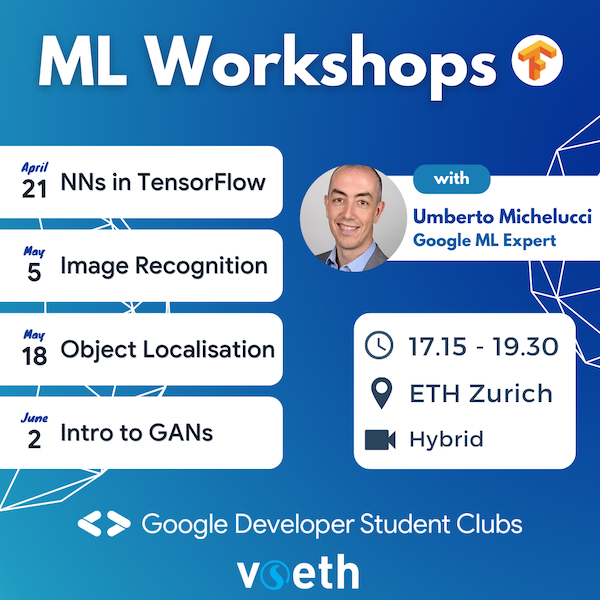 ML Workshops
April
21 NNs in TensorFlow
May
5 Image Recognition
May
18 Object Localisation
June
2 Intro to GANs
with
Umberto Michelucci
Google ML Expert
17.15 - 19.30
ETH Zurich
Hybrid
Google Developer Student Clubs
vseth